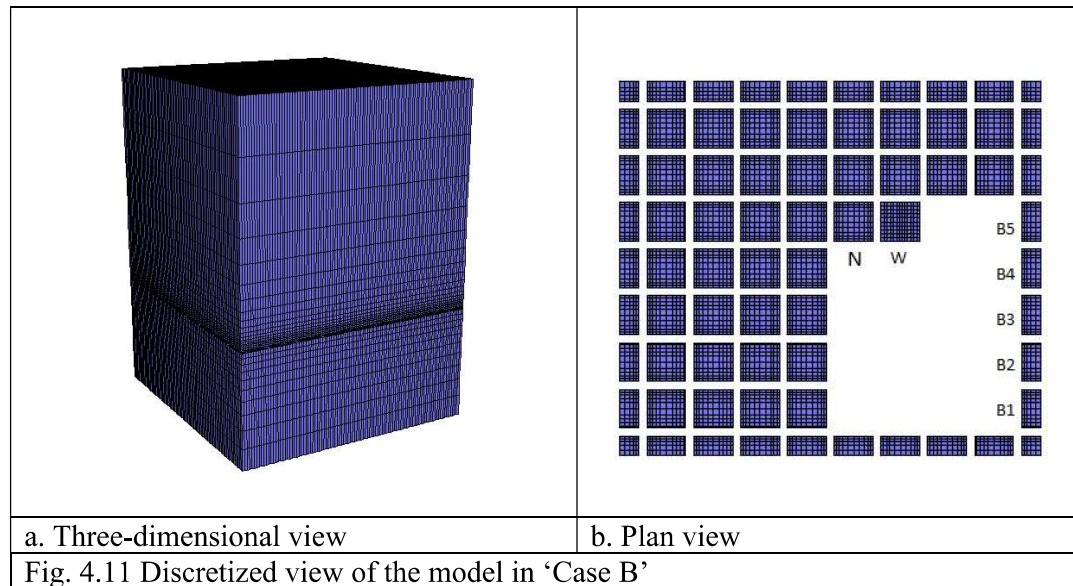 B5
N W
B4
B3
B2
B1
a. Three-dimensional view
b. Plan view
Fig. 4.11 Discretized view of the model in ‘Case B’